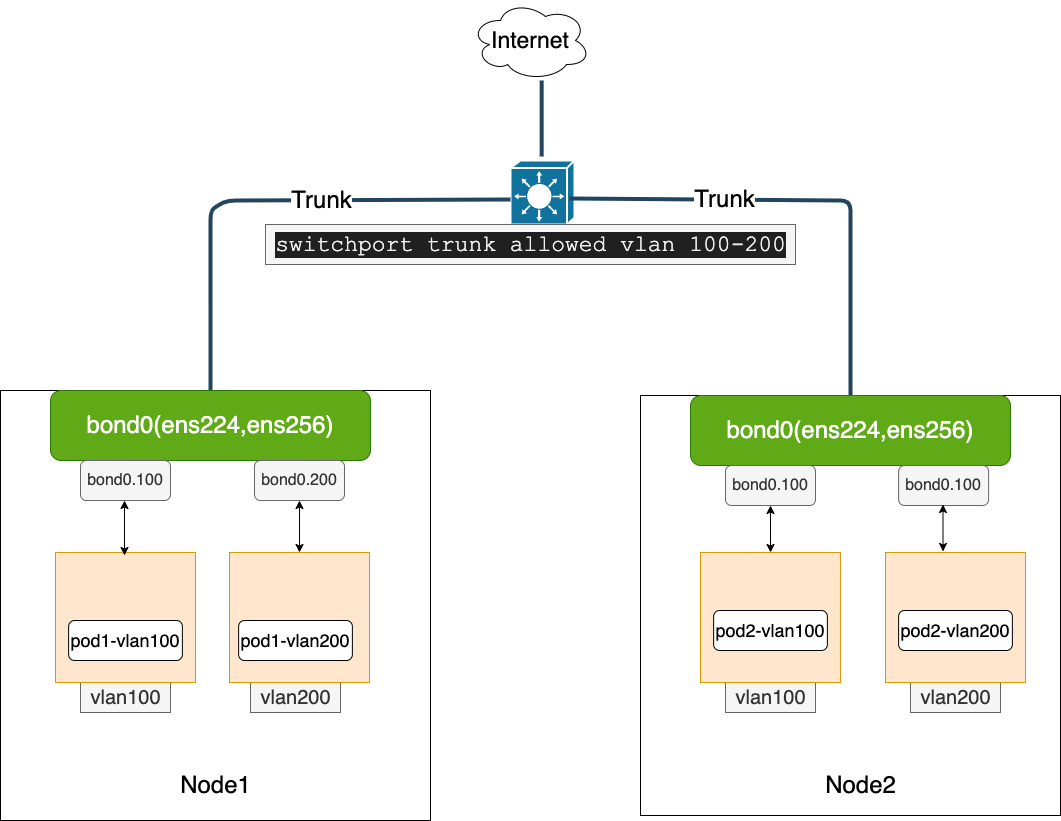 Internet
Trunk
Trunk
switchport trunk allowed vlan 100-200
bond0(ens224,ens256)
bond0.100
bond0.200
pod1-vlan100
pod1-vlan200
vlan100
vlan200
Node1
bond0(ens224,ens256)
bond0.100
bond0.100
pod2-vlan100
pod2-vlan200
vlan100
vlan200
Node2